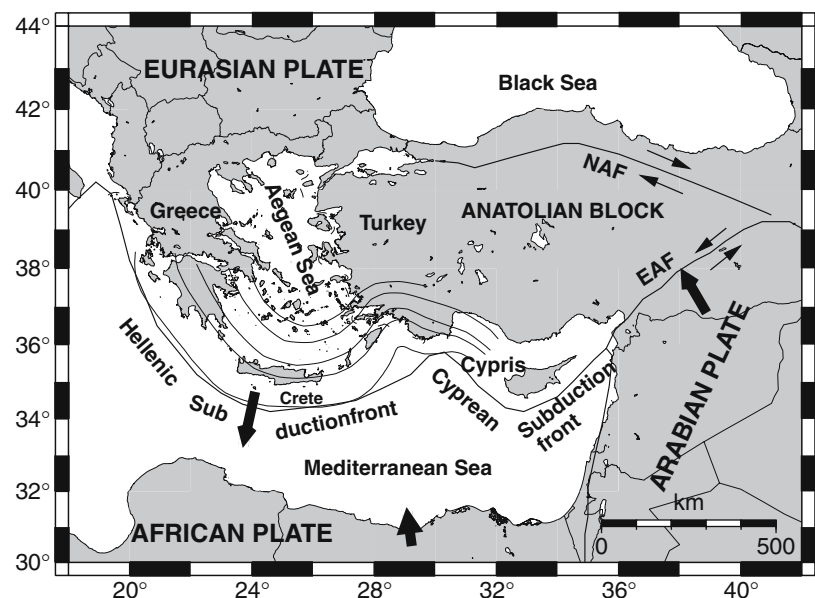 44°
42°
40°
38°
36°
34°
32°
30°
EURASIAN PLATE
Black Sea
NAF
Greece
Aegean Sea
Turkey
ANATOLIAN BLOCK
EAF
Hellenic
Sub
ductionfront
Crete
Cypris
Cyprean
Subduction
front
ARABIAN PLATE
Mediterranean Sea
AFRICAN PLATE
km
0
500
20°
24°
28°
32°
36°
40°